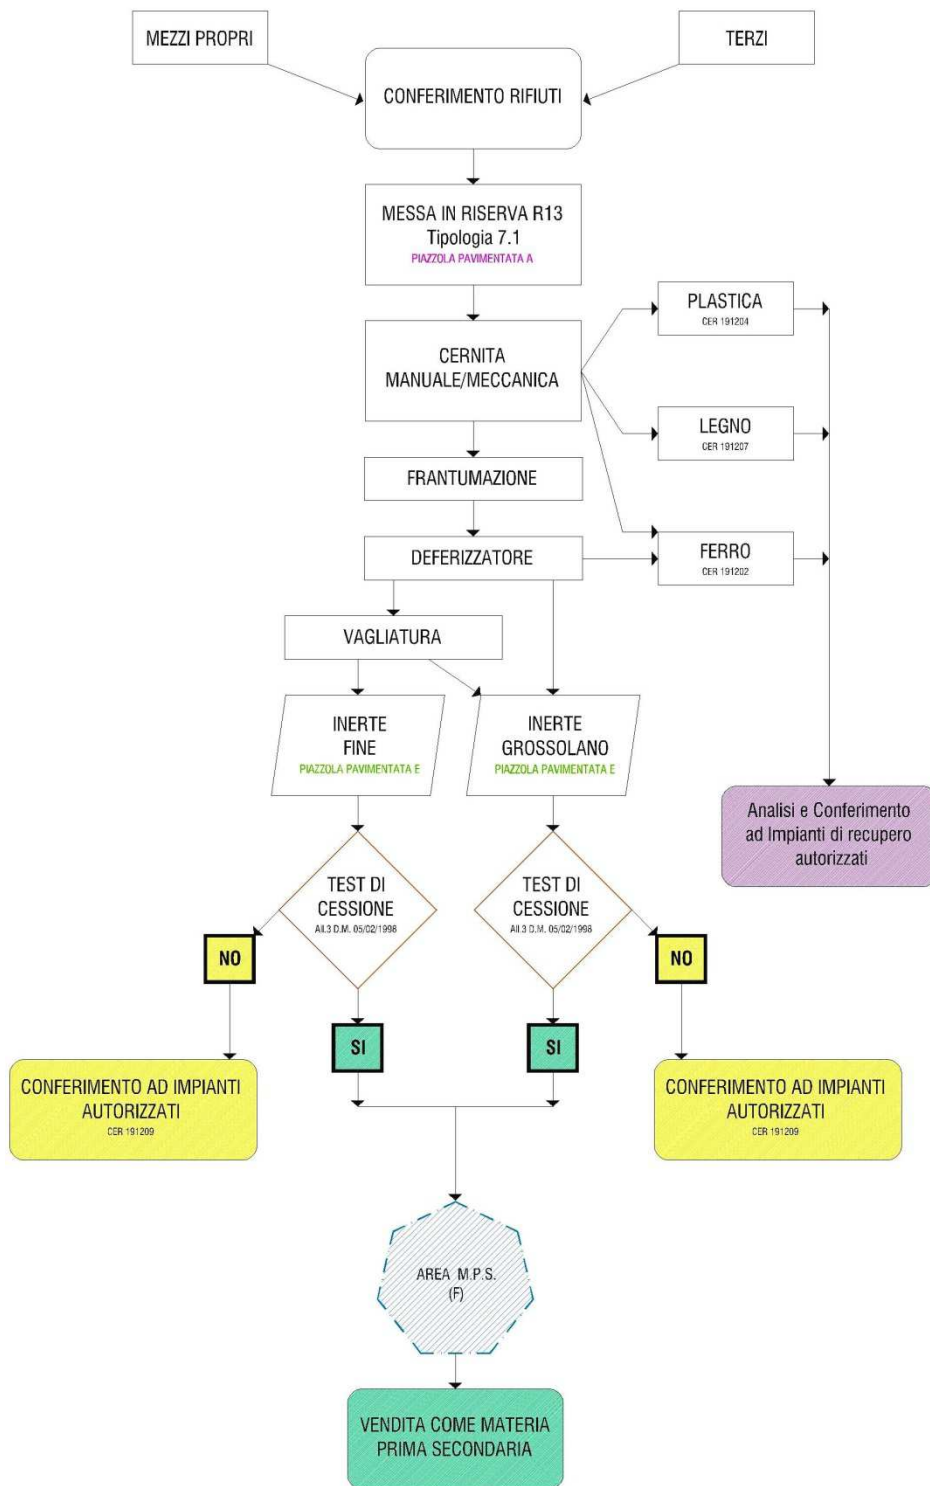 MEZZI PROPRI
TERZI
CONFERIMENTO RIFIUTI
MESSA IN RISERVA R13
Tipologia 7.1
PIAZZOLA PAVIMENTATA A
PLASTICA
CER 191204
CERNITA
MANUALE/MECCANICA
LEGNO
CER 191207
FRANTUMAZIONE
DEFERIZZATORE
FERRO
CER 191202
VAGLIATURA
INERTE
FINE
PIAZZOLA PAVIMENTATA E
INERTE
GROSSOLANO
PIAZZOLA PAVIMENTATA E
Analisi e Conferimento
ad Impianti di recupero
autorizzati
TEST DI
CESSIONE
All.3 D.M. 05/02/1998
TEST DI
CESSIONE
All.3 D.M. 05/02/1998
NO
NO
SI
SI
CONFERIMENTO AD IMPIANTI
AUTORIZZATI
CER 191209
CONFERIMENTO AD IMPIANTI
AUTORIZZATI
CER 191209
AREA M.P.S.
(F)
VENDITA COME MATERIA
PRIMA SECONDARIA